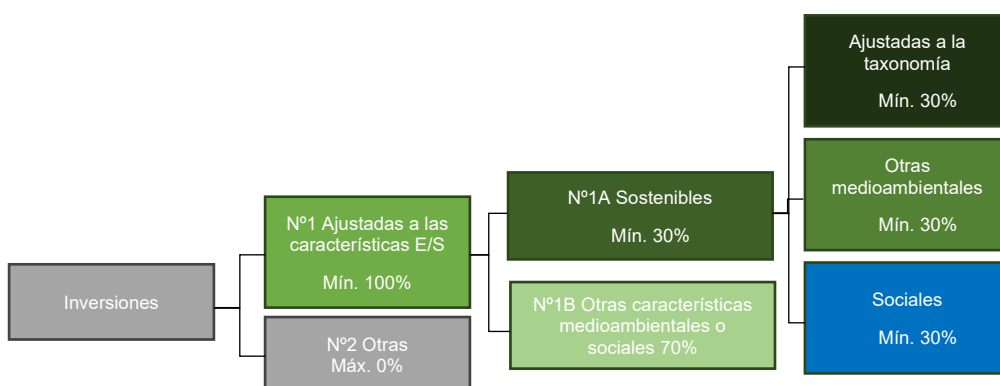 Inversiones
Nº1 Ajustadas a las
características E/S
Mín. 100%
Nº2 Otras
Máx. 0%
Nº1A Sostenibles
Mín. 30%
Nº1B Otras características
medioambientales o
sociales 70%
Ajustadas a la
taxonomía
Mín. 30%
Otras
medioambientales
Mín. 30%
Sociales
Mín. 30%